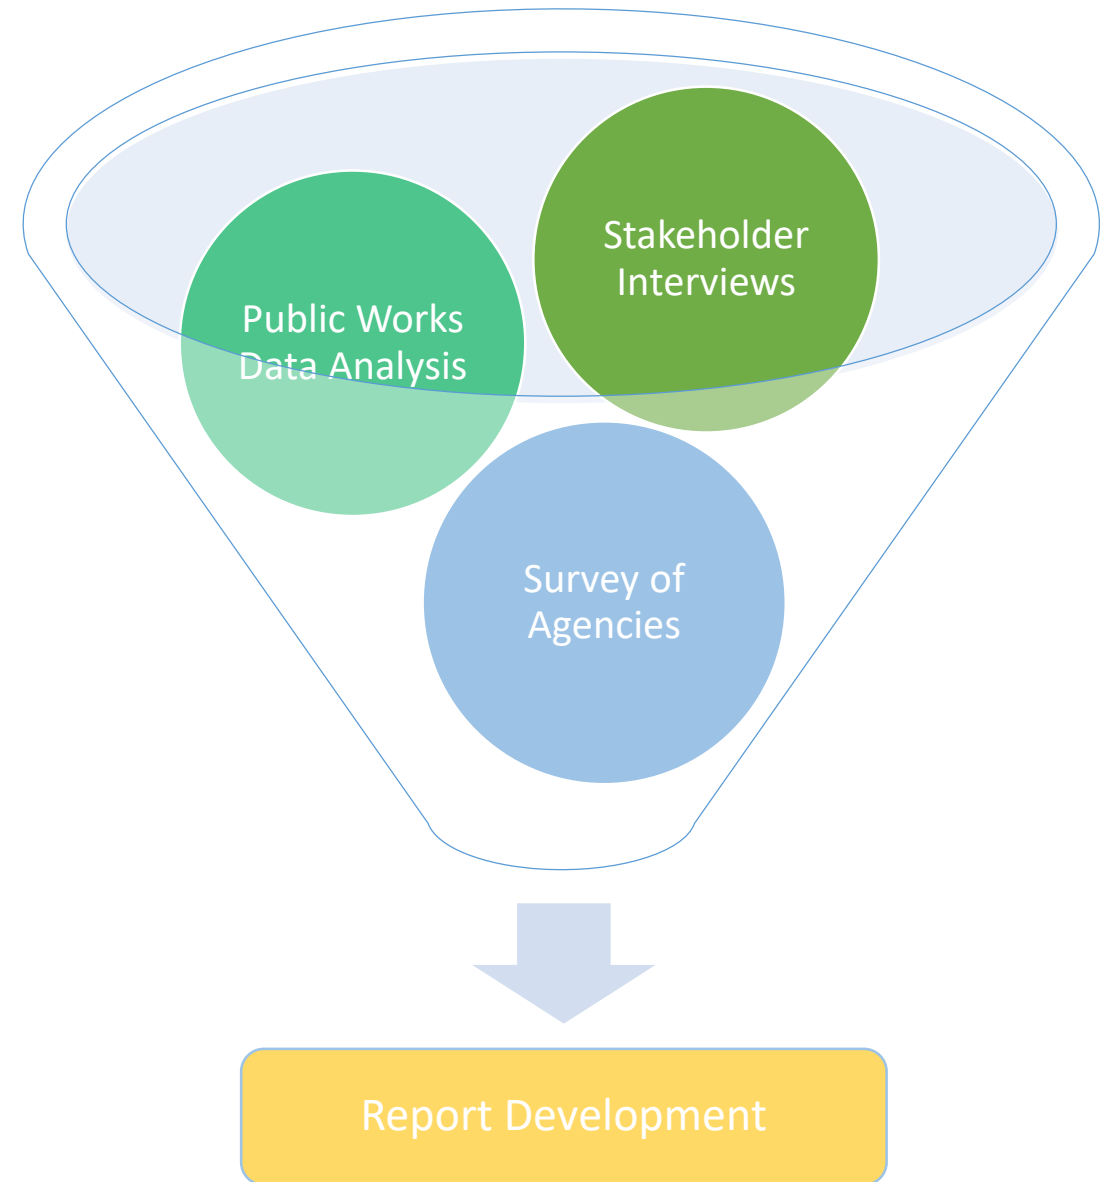 Stakeholder
Interviews
Public Works
Data Analysis
Survey of
Agencies
Report Development